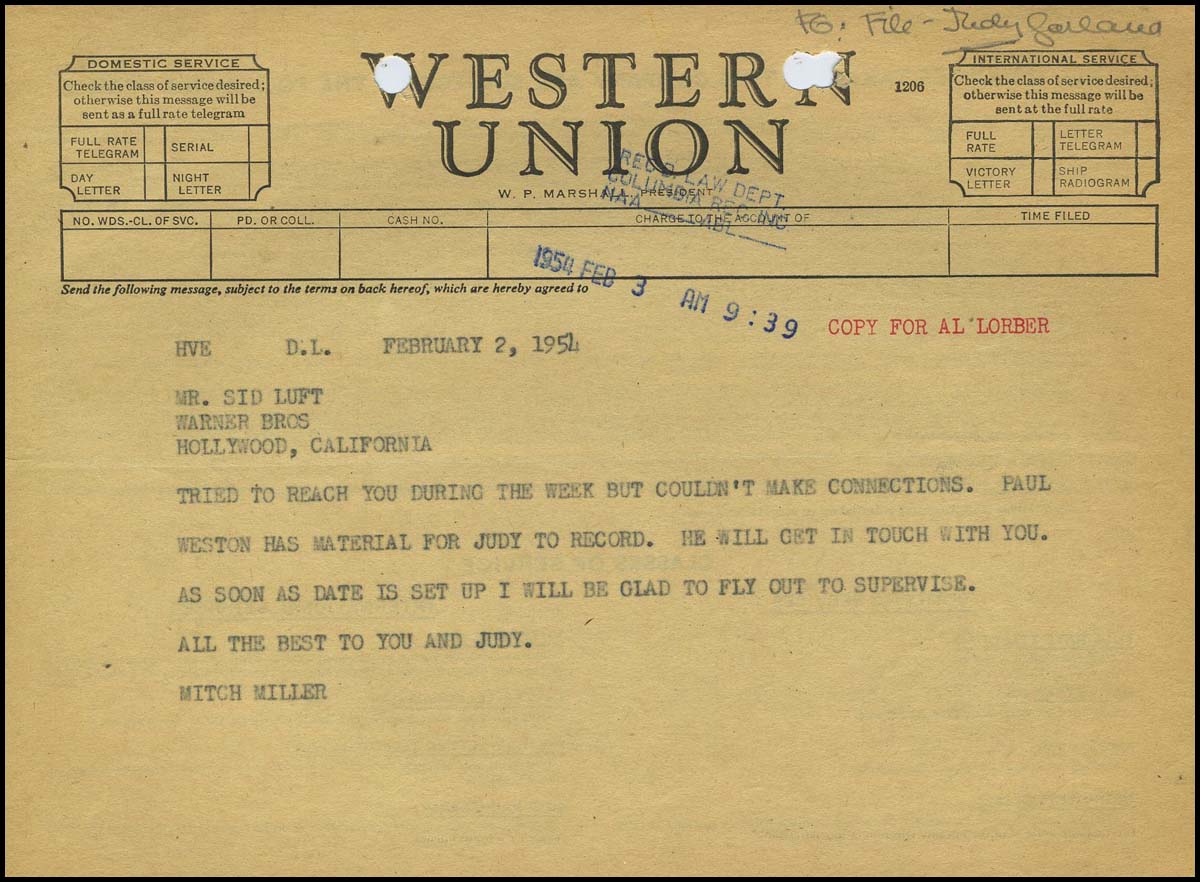 FG: File - Judy Garland
WESTERN
UNION
1206
W. P. MARSHALL, PRESIDENT
DOMESTIC SERVICE
Check the class of service desired;
otherwise this message will be
sent as a full rate telegram
FULL RATE TELEGRAM
SERIAL
DAY LETTER
NIGHT LETTER
INTERNATIONAL SERVICE
Check the class of service desired;
otherwise this message will be
sent at the full rate
FULL RATE
LETTER TELEGRAM
VICTORY LETTER
SHIP RADIOGRAM
REC'D. LAW DEPT.
COLUMBIA REC. INC
HAA
NO. WDS.-CL. OF SVC.
PD. OR COLL.
CASH NO.
CHARGE TO THE ACCOUNT OF
TIME FILED
1954 FEB 3 AM 9:39
Send the following message, subject to the terms on back hereof, which are hereby agreed to
COPY FOR AL LORBER
HVE D.L. FEBRUARY 2, 1954
MR. SID LUFT
WARNER BROS
HOLLYWOOD, CALIFORNIA
TRIED TO REACH YOU DURING THE WEEK BUT COULDN'T MAKE CONNECTIONS. PAUL
WESTON HAS MATERIAL FOR JUDY TO RECORD. HE WILL GET IN TOUCH WITH YOU.
AS SOON AS DATE IS SET UP I WILL BE GLAD TO FLY OUT TO SUPERVISE.
ALL THE BEST TO YOU AND JUDY.
MITCH MILLER